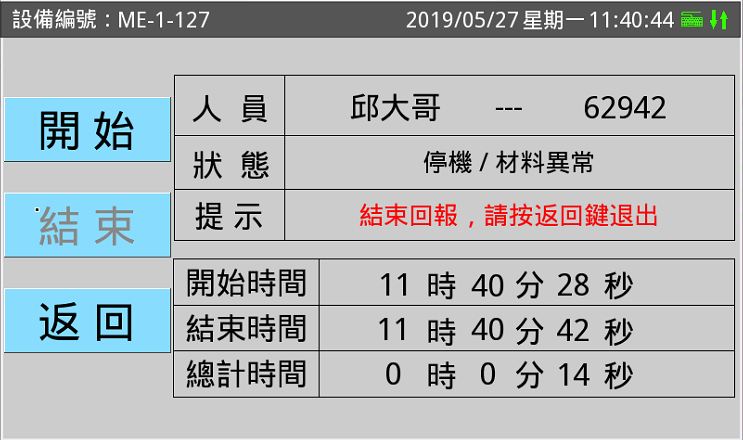 設備編號：ME-1-127 2019/05/27 星期一 11:40:44
開始
結束
返回
人員 邱大哥 --- 62942
狀態 停機 / 材料異常
提示 結束回報，請按返回鍵退出
開始時間 11 時 40 分 28 秒
結束時間 11 時 40 分 42 秒
總計時間 0 時 0 分 14 秒